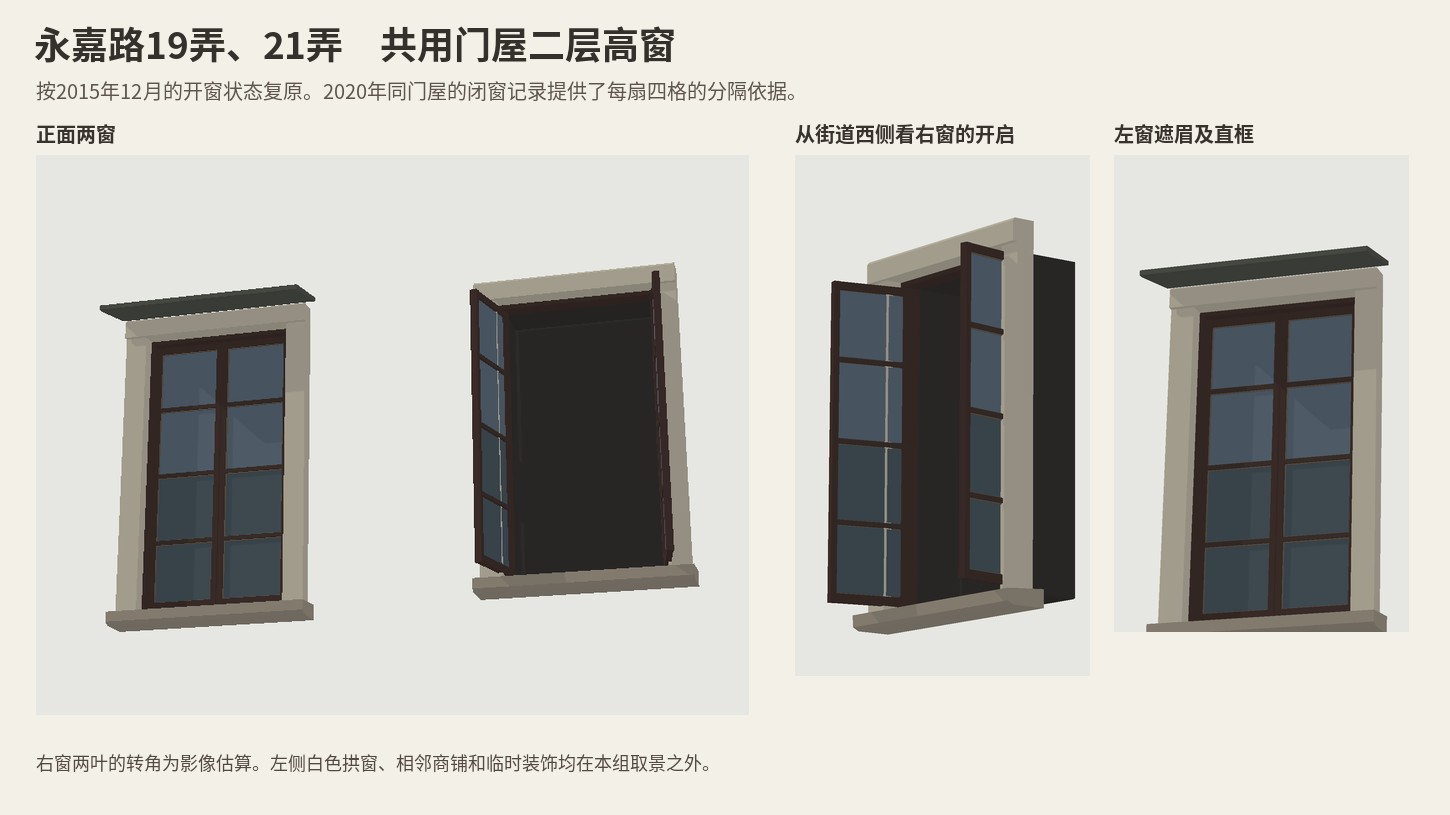 永嘉路19弄、21弄　共用门屋二层高窗
按2015年12月的开窗状态复原。2020年同门屋的闭窗记录提供了每扇四格的分隔依据。
正面两窗
从街道西侧看右窗的开启
左窗遮眉及直框
右窗两叶的转角为影像估算。左侧白色拱窗、相邻商铺和临时装饰均在本组取景之外。